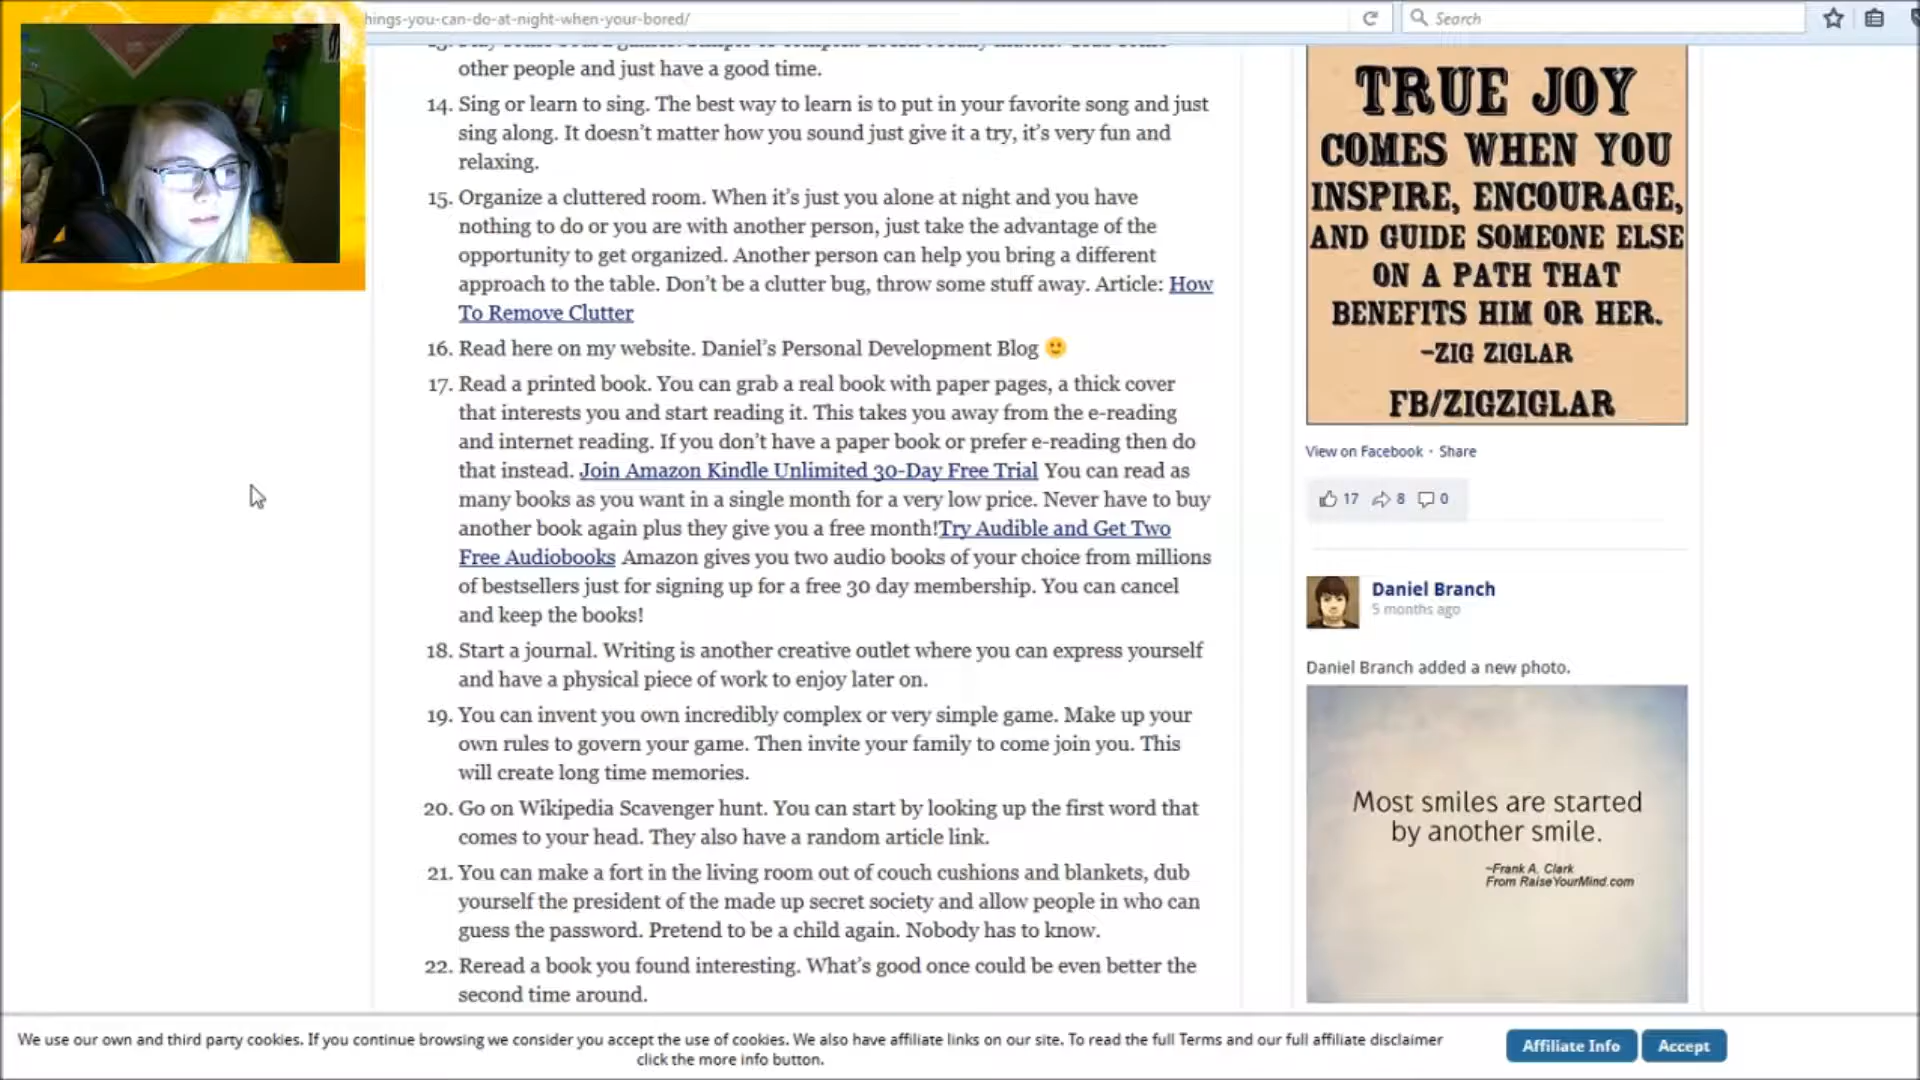 hings-you-can-do-at-night-when-your-bored/
Search
other people and just have a good time.
14. Sing or learn to sing. The best way to learn is to put in your favorite song and just
sing along. It doesn't matter how you sound just give it a try, it's very fun and
relaxing.
15. Organize a cluttered room. When it's just you alone at night and you have
nothing to do or you are with another person, just take the advantage of the
opportunity to get organized. Another person can help you bring a different
approach to the table. Don't be a clutter bug, throw some stuff away. Article: How
To Remove Clutter
16. Read here on my website. Daniel's Personal Development Blog 🙂
17. Read a printed book. You can grab a real book with paper pages, a thick cover
that interests you and start reading it. This takes you away from the e-reading
and internet reading. If you don't have a paper book or prefer e-reading then do
that instead. Join Amazon Kindle Unlimited 30-Day Free Trial You can read as
many books as you want in a single month for a very low price. Never have to buy
another book again plus they give you a free month!Try Audible and Get Two
Free Audiobooks Amazon gives you two audio books of your choice from millions
of bestsellers just for signing up for a free 30 day membership. You can cancel
and keep the books!
18. Start a journal. Writing is another creative outlet where you can express yourself
and have a physical piece of work to enjoy later on.
19. You can invent you own incredibly complex or very simple game. Make up your
own rules to govern your game. Then invite your family to come join you. This
will create long time memories.
20. Go on Wikipedia Scavenger hunt. You can start by looking up the first word that
comes to your head. They also have a random article link.
21. You can make a fort in the living room out of couch cushions and blankets, dub
yourself the president of the made up secret society and allow people in who can
guess the password. Pretend to be a child again. Nobody has to know.
22. Reread a book you found interesting. What's good once could be even better the
second time around.
TRUE JOY
COMES WHEN YOU
INSPIRE, ENCOURAGE,
AND GUIDE SOMEONE ELSE
ON A PATH THAT
BENEFITS HIM OR HER.
-ZIG ZIGLAR
FB/ZIGZIGLAR
View on Facebook · Share
17 8 0
Daniel Branch
5 months ago
Daniel Branch added a new photo.
Most smiles are started
by another smile.
~Frank A. Clark
From RaiseYourMind.com
We use our own and third party cookies. If you continue browsing we consider you accept the use of cookies. We also have affiliate links on our site. To read the full Terms and our full affiliate disclaimer
click the more info button.
Affiliate Info
Accept